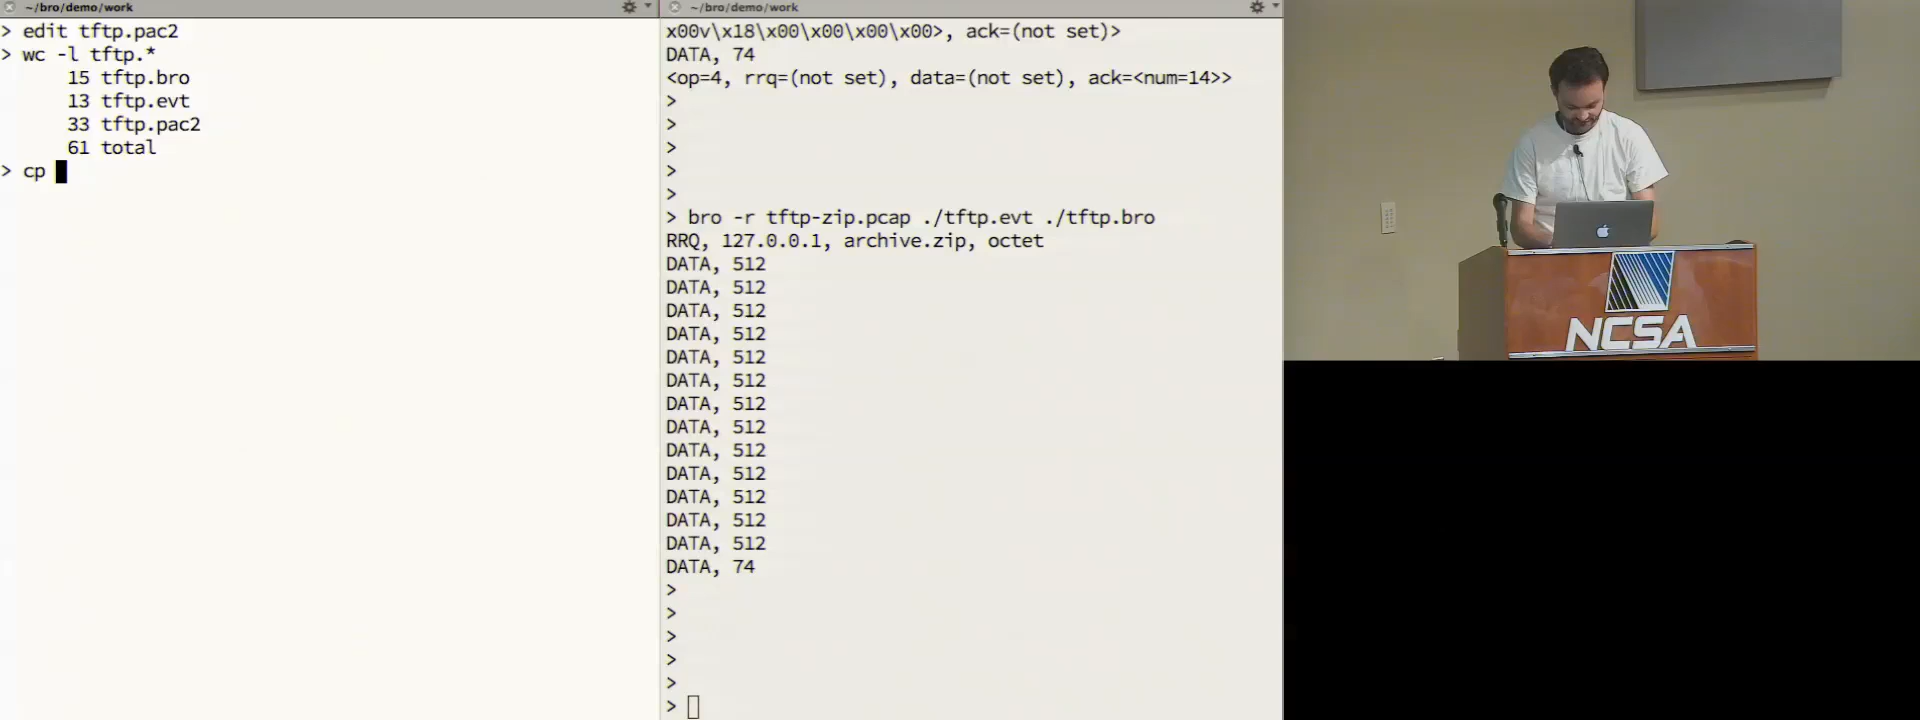 ~/bro/demo/work
> edit tftp.pac2
> wc -l tftp.*
15 tftp.bro
13 tftp.evt
33 tftp.pac2
61 total
> cp
~/bro/demo/work
x00v\x18\x00\x00\x00\x00>, ack=(not set)>
DATA, 74
<op=4, rrq=(not set), data=(not set), ack=<num=14>>
>
>
>
>
>
> bro -r tftp-zip.pcap ./tftp.evt ./tftp.bro
RRQ, 127.0.0.1, archive.zip, octet
DATA, 512
DATA, 512
DATA, 512
DATA, 512
DATA, 512
DATA, 512
DATA, 512
DATA, 512
DATA, 512
DATA, 512
DATA, 512
DATA, 512
DATA, 512
DATA, 74
>
>
>
>
>
>
NCSA